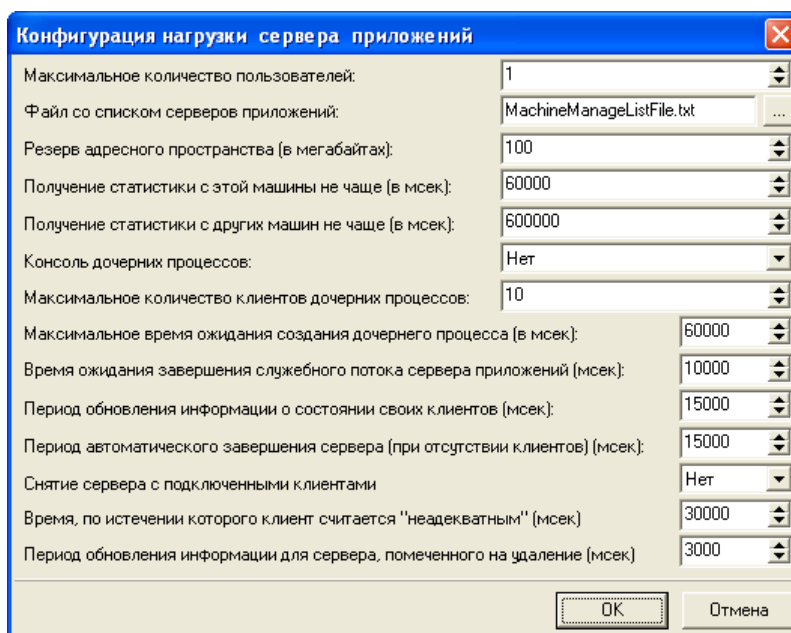 Конфигурация нагрузки сервера приложений
Максимальное количество пользователей: 1
Файл со списком серверов приложений: MachineManageListFile.txt ...
Резерв адресного пространства (в мегабайтах): 100
Получение статистики с этой машины не чаще (в мсек): 60000
Получение статистики с других машин не чаще (в мсек): 600000
Консоль дочерних процессов: Нет
Максимальное количество клиентов дочерних процессов: 10
Максимальное время ожидания создания дочернего процесса (в мсек): 60000
Время ожидания завершения служебного потока сервера приложений (мсек): 10000
Период обновления информации о состоянии своих клиентов (мсек): 15000
Период автоматического завершения сервера (при отсутствии клиентов) (мсек): 15000
Снятие сервера с подключенными клиентами Нет
Время, по истечении которого клиент считается "неадекватным" (мсек) 30000
Период обновления информации для сервера, помеченного на удаление (мсек) 3000
OK Отмена